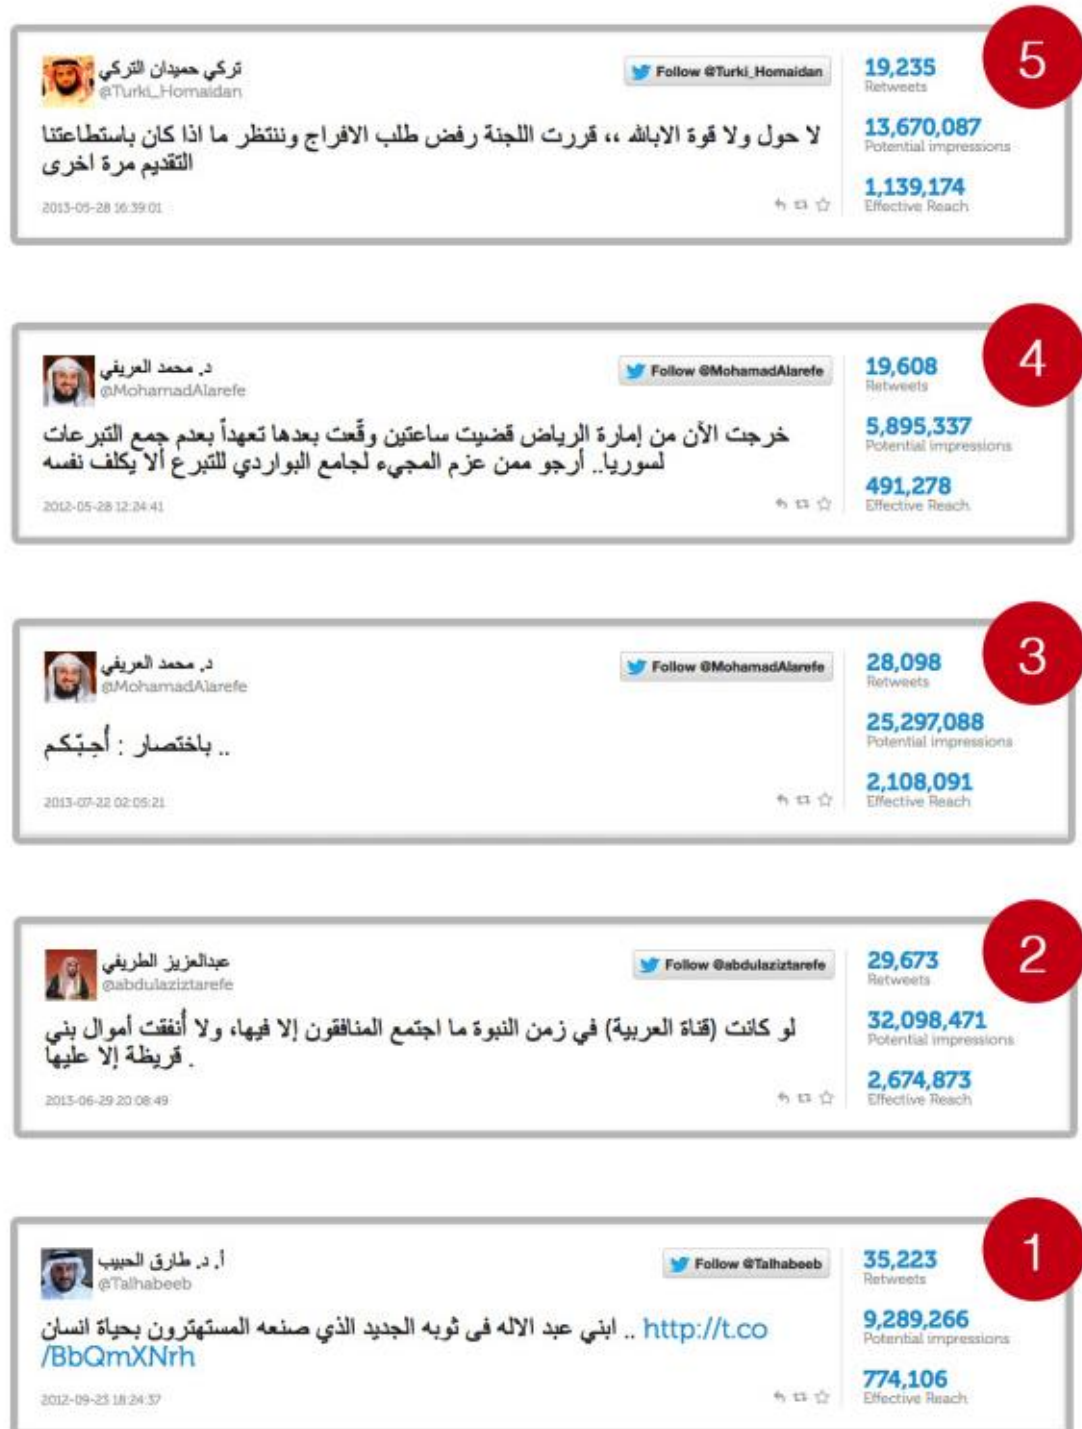 5
تركي حميدان التركي
@Turki_Homaidan
Follow @Turki_Homaidan
19,235
Retweets
13,670,087
Potential impressions
1,139,174
Effective Reach
لا حول ولا قوة الابالله ،، قررت اللجنة رفض طلب الافراج وننتظر ما اذا كان باستطاعتنا
التقديم مرة اخرى
2013-05-28 16:39:01
4
د. محمد العريفي
@MohamadAlarefe
Follow @MohamadAlarefe
19,608
Retweets
5,895,337
Potential impressions
491,278
Effective Reach
خرجت الآن من إمارة الرياض قضيت ساعتين وقّعت بعدها تعهداً بعدم جمع التبرعات
لسوريا.. أرجو ممن عزم المجيء لجامع البواردي للتبرع ألا يكلف نفسه
2012-05-28 12:24:41
3
د. محمد العريفي
@MohamadAlarefe
Follow @MohamadAlarefe
28,098
Retweets
25,297,088
Potential impressions
2,108,091
Effective Reach
.. باختصار : أُحِبّكم
2013-07-22 02:05:21
2
عبدالعزيز الطريفي
@abdulaziztarefe
Follow @abdulaziztarefe
29,673
Retweets
32,098,471
Potential impressions
2,674,873
Effective Reach
لو كانت (قناة العربية) في زمن النبوة ما اجتمع المنافقون إلا فيها، ولا أُنفقت أموال بني
قريظة إلا عليها .
2013-06-29 20:08:49
1
أ. د. طارق الحبيب
@Talhabeeb
Follow @Talhabeeb
35,223
Retweets
9,289,266
Potential impressions
774,106
Effective Reach
ابني عبد الاله فى ثوبه الجديد الذي صنعه المستهترون بحياة انسان .. http://t.co
/BbQmXNrh
2012-09-23 18:24:37